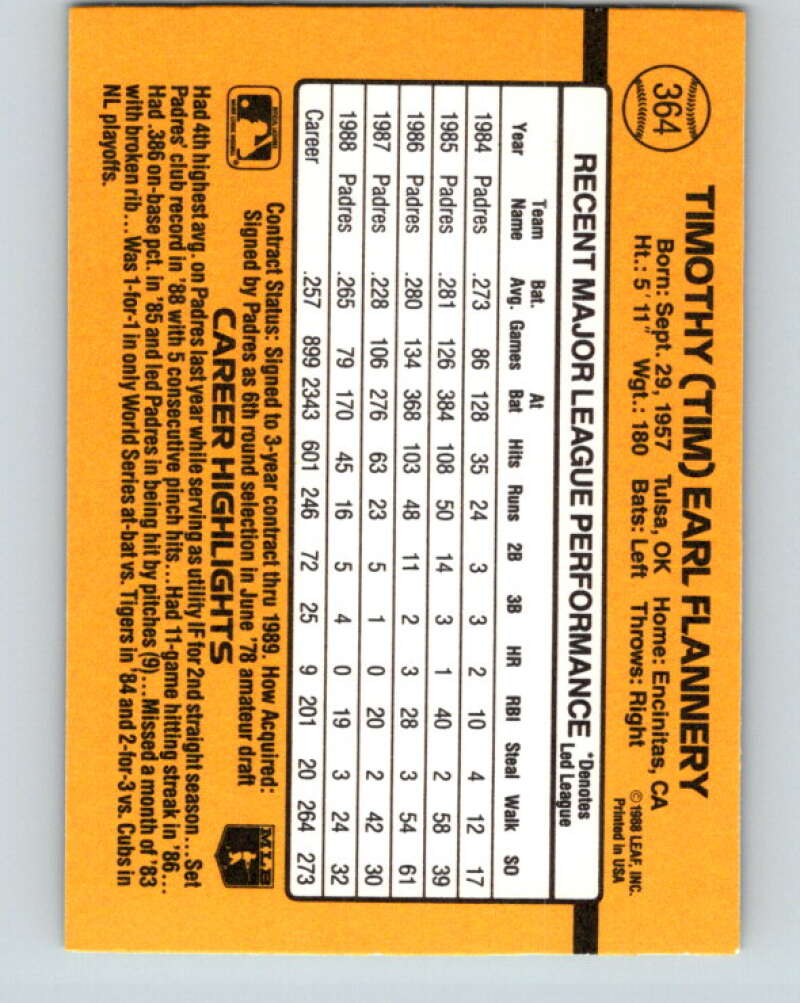 364
TIMOTHY (TIM) EARL FLANNERY
Born: Sept. 29, 1957 Tulsa, OK Home: Encinitas, CA
Ht.: 5'11" Wgt.: 180 Bats: Left Throws: Right
© 1988 LEAF, INC.
Printed in USA
RECENT MAJOR LEAGUE PERFORMANCE *Denotes Led League
Year Team Name Bat. Avg. Games At Bat Hits Runs 2B 3B HR RBI Steal Walk SO
1984 Padres .273 86 128 35 24 3 3 2 10 4 12 17
1985 Padres .281 126 384 108 50 14 3 1 40 2 58 39
1986 Padres .280 134 368 103 48 11 2 3 28 3 54 61
1987 Padres .228 106 276 63 23 5 1 0 20 2 42 30
1988 Padres .265 79 170 45 16 5 4 0 19 3 24 32
Career .257 899 2343 601 246 72 25 9 201 20 264 273
Contract Status: Signed to 3-year contract thru 1989. How Acquired:
Signed by Padres as 6th round selection in June '78 amateur draft
MLB
CAREER HIGHLIGHTS
Had 4th highest avg. on Padres last year while serving as utility IF for 2nd straight season... Set
Padres' club record in '88 with 5 consecutive pinch hits... Had 11-game hitting streak in '86...
Had .386 on-base pct. in '85 and led Padres in being hit by pitches (9)... Missed a month of '83
with broken rib... Was 1-for-1 in only World Series at-bat vs. Tigers in '84 and 2-for-3 vs. Cubs in
NL playoffs.